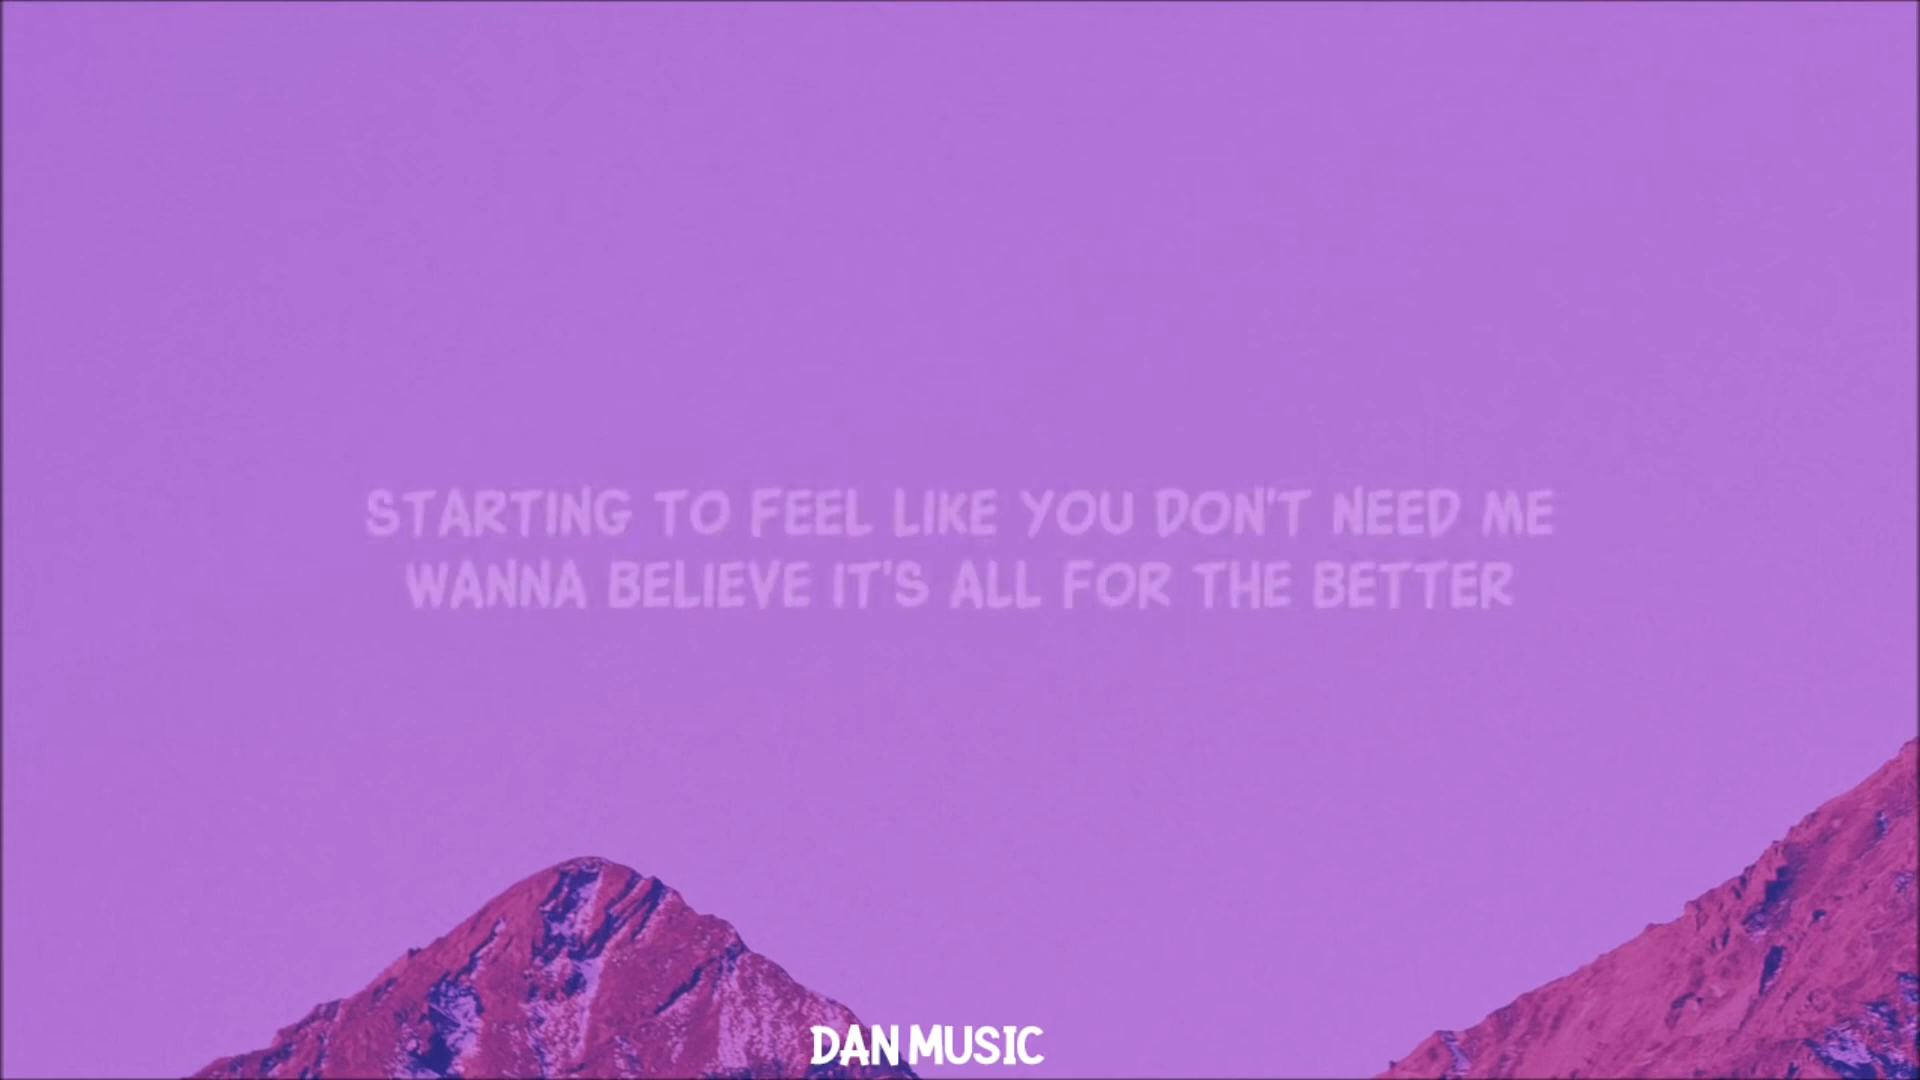 STARTING TO FEEL LIKE YOU DON'T NEED ME
WANNA BELIEVE IT'S ALL FOR THE BETTER
DAN MUSIC